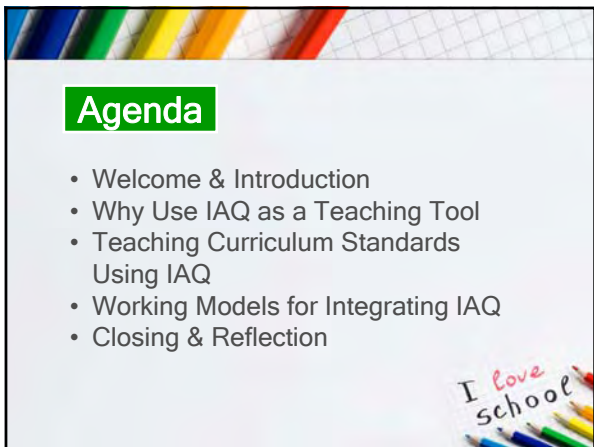 Agenda
• Welcome & Introduction
• Why Use IAQ as a Teaching Tool
• Teaching Curriculum Standards
Using IAQ
• Working Models for Integrating IAQ
• Closing & Reflection
I love
school